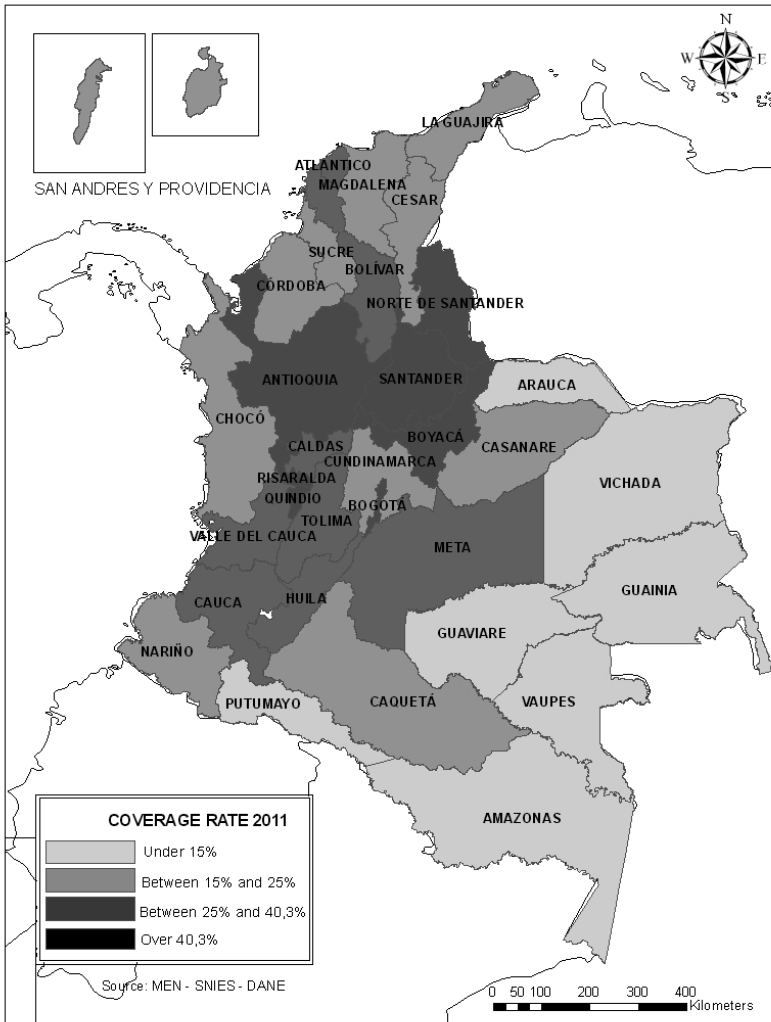 N
W E
S
LA GUAJIRA
ATLANTICO
MAGDALENA
SAN ANDRES Y PROVIDENCIA
CESAR
SUCRE
BOLÍVAR
CÓRDOBA
NORTE DE SANTANDER
ANTIOQUIA
SANTANDER
ARAUCA
CHOCÓ
BOYACÁ
CALDAS
CASANARE
CUNDINAMARCA
RISARALDA
VICHADA
QUINDIO
BOGOTÁ
TOLIMA
VALLE DEL CAUCA
META
GUAINIA
HUILA
CAUCA
GUAVIARE
NARIÑO
PUTUMAYO
CAQUETÁ
VAUPES
AMAZONAS
COVERAGE RATE 2011
Under 15%
Between 15% and 25%
Between 25% and 40,3%
Over 40,3%
Source: MEN - SNIES - DANE
0 50 100 200 300 400
Kilometers